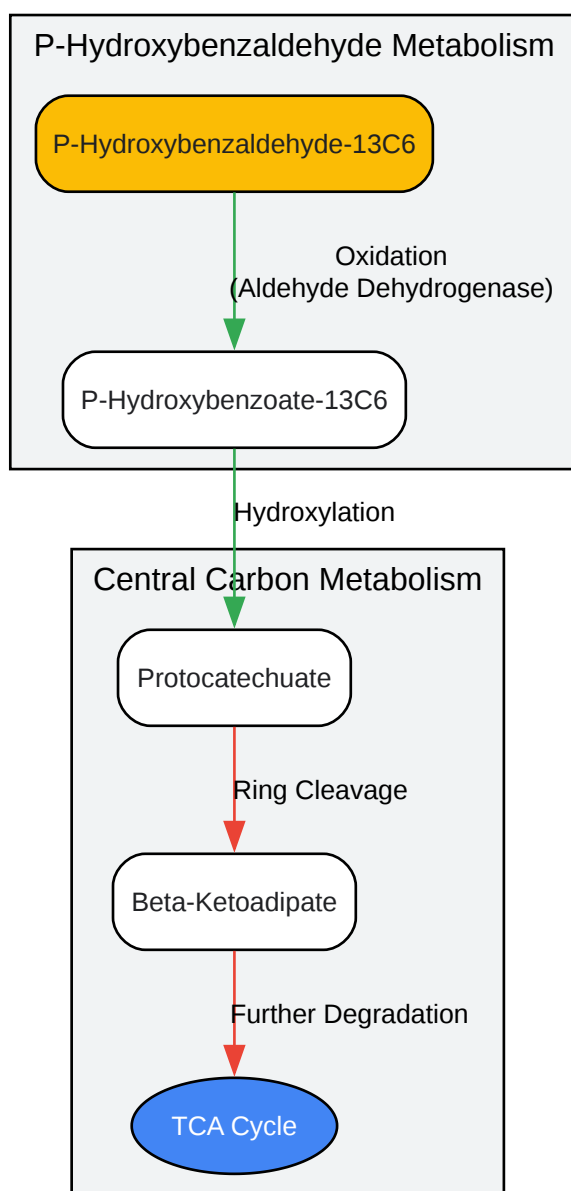 P-Hydroxybenzaldehyde Metabolism
P-Hydroxybenzaldehyde-13C6
Oxidation
(Aldehyde Dehydrogenase)
P-Hydroxybenzoate-13C6
Hydroxylation
Central Carbon Metabolism
Protocatechuate
Ring Cleavage
Beta-Ketoadipate
Further Degradation
TCA Cycle